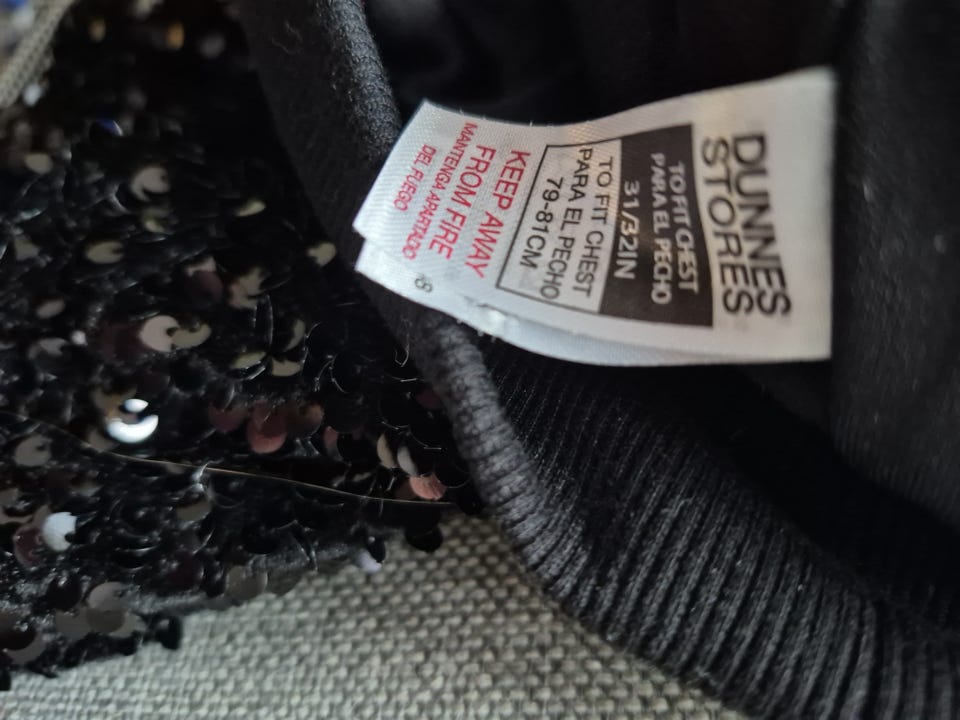 DUNNES
STORES
TO FIT CHEST
PARA EL PECHO
31/32IN
TO FIT CHEST
PARA EL PECHO
79-81CM
KEEP AWAY
FROM FIRE
MANTENGA APARTADO
DEL FUEGO